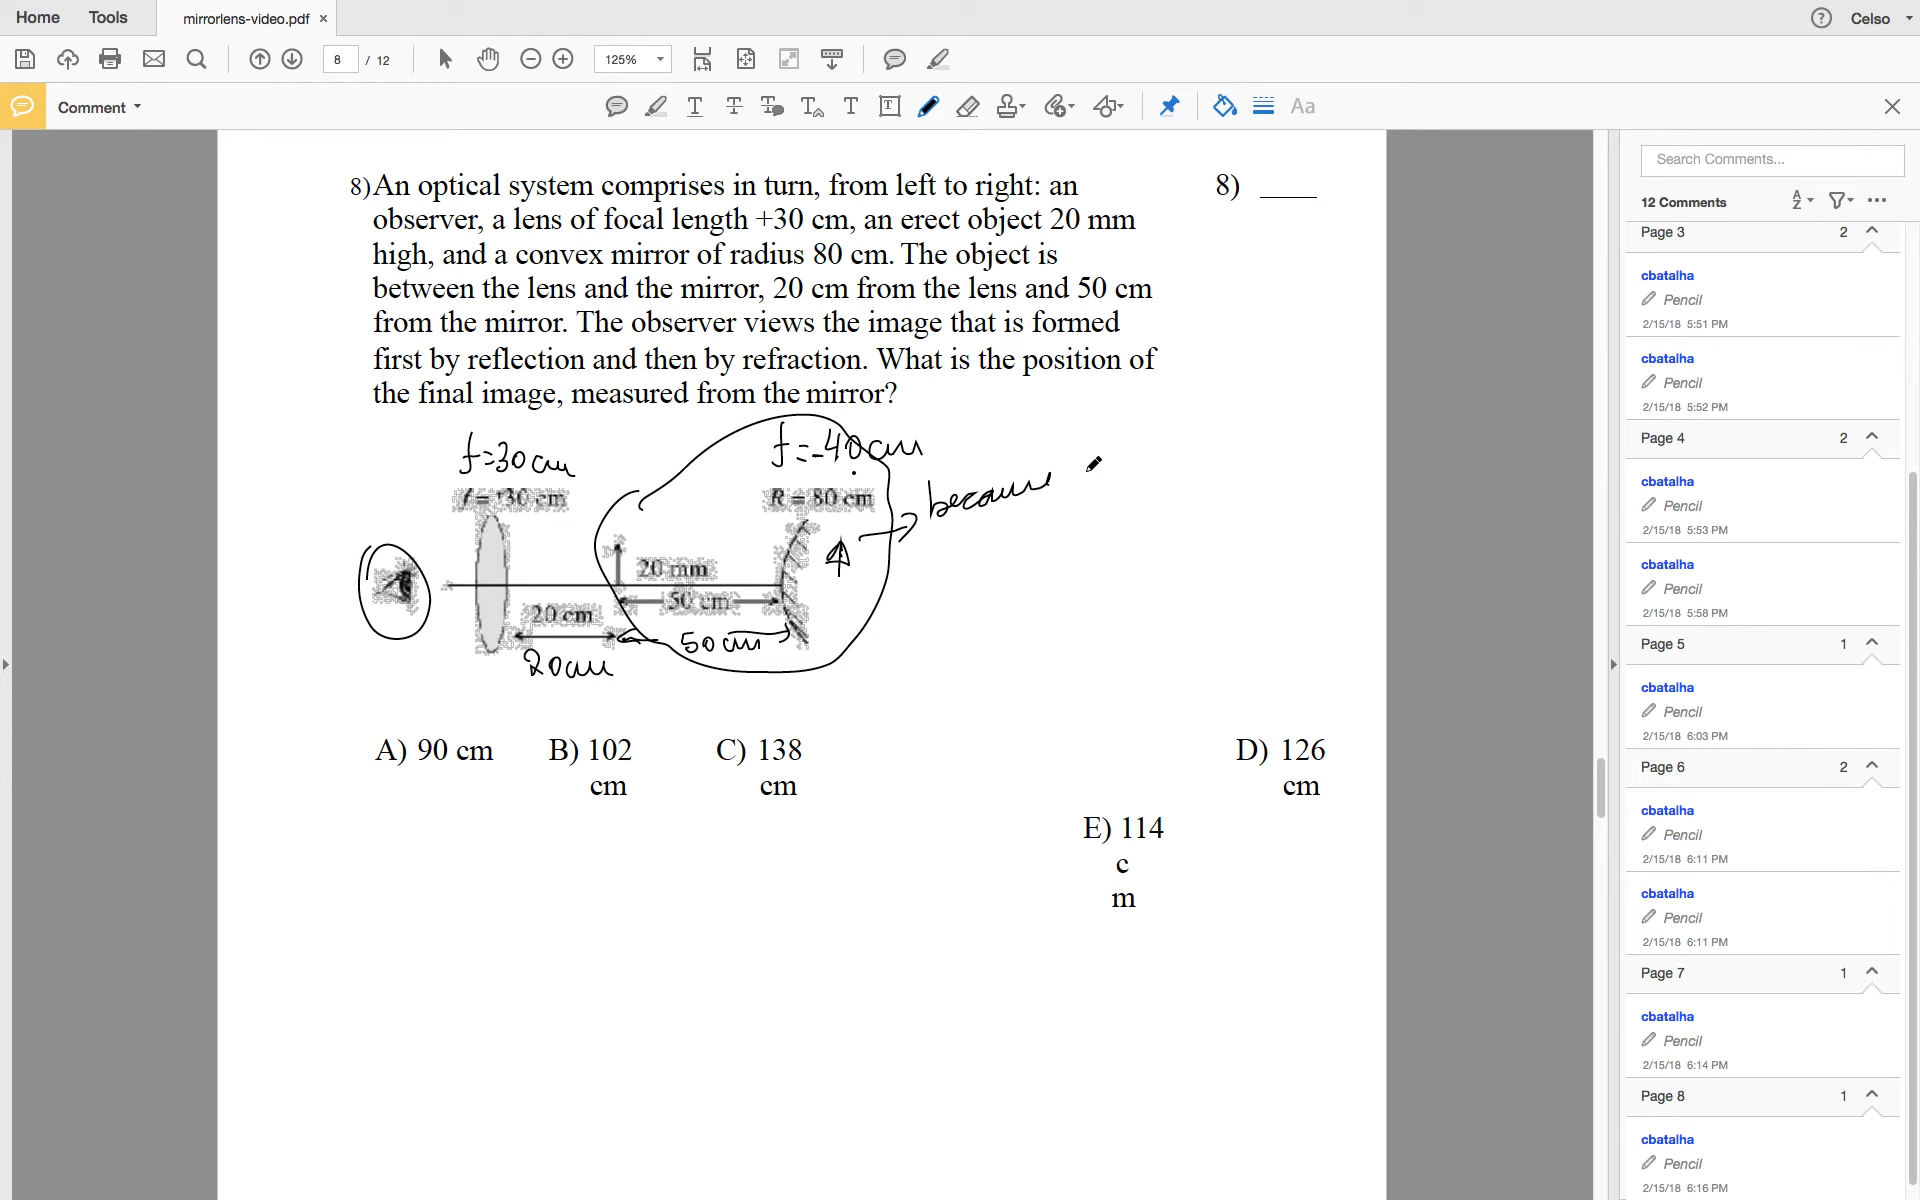 Home Tools mirrorlens-video.pdf × ? Celso
8 / 12 125%
Comment T T T T T T Aa
8) An optical system comprises in turn, from left to right: an
observer, a lens of focal length +30 cm, an erect object 20 mm
high, and a convex mirror of radius 80 cm. The object is
between the lens and the mirror, 20 cm from the lens and 50 cm
from the mirror. The observer views the image that is formed
first by reflection and then by refraction. What is the position of
the final image, measured from the mirror?
8) ____
f=30cm
f=-40cm
f = +30 cm
R = 80 cm
because
20 mm
50 cm
20 cm
50cm
20cm
A) 90 cm B) 102 C) 138 D) 126
cm cm cm
E) 114
c
m
Search Comments...
12 Comments A Z
Page 3 2
cbatalha
Pencil
2/15/18 5:51 PM
cbatalha
Pencil
2/15/18 5:52 PM
Page 4 2
cbatalha
Pencil
2/15/18 5:53 PM
cbatalha
Pencil
2/15/18 5:58 PM
Page 5 1
cbatalha
Pencil
2/15/18 6:03 PM
Page 6 2
cbatalha
Pencil
2/15/18 6:11 PM
cbatalha
Pencil
2/15/18 6:11 PM
Page 7 1
cbatalha
Pencil
2/15/18 6:14 PM
Page 8 1
cbatalha
Pencil
2/15/18 6:16 PM